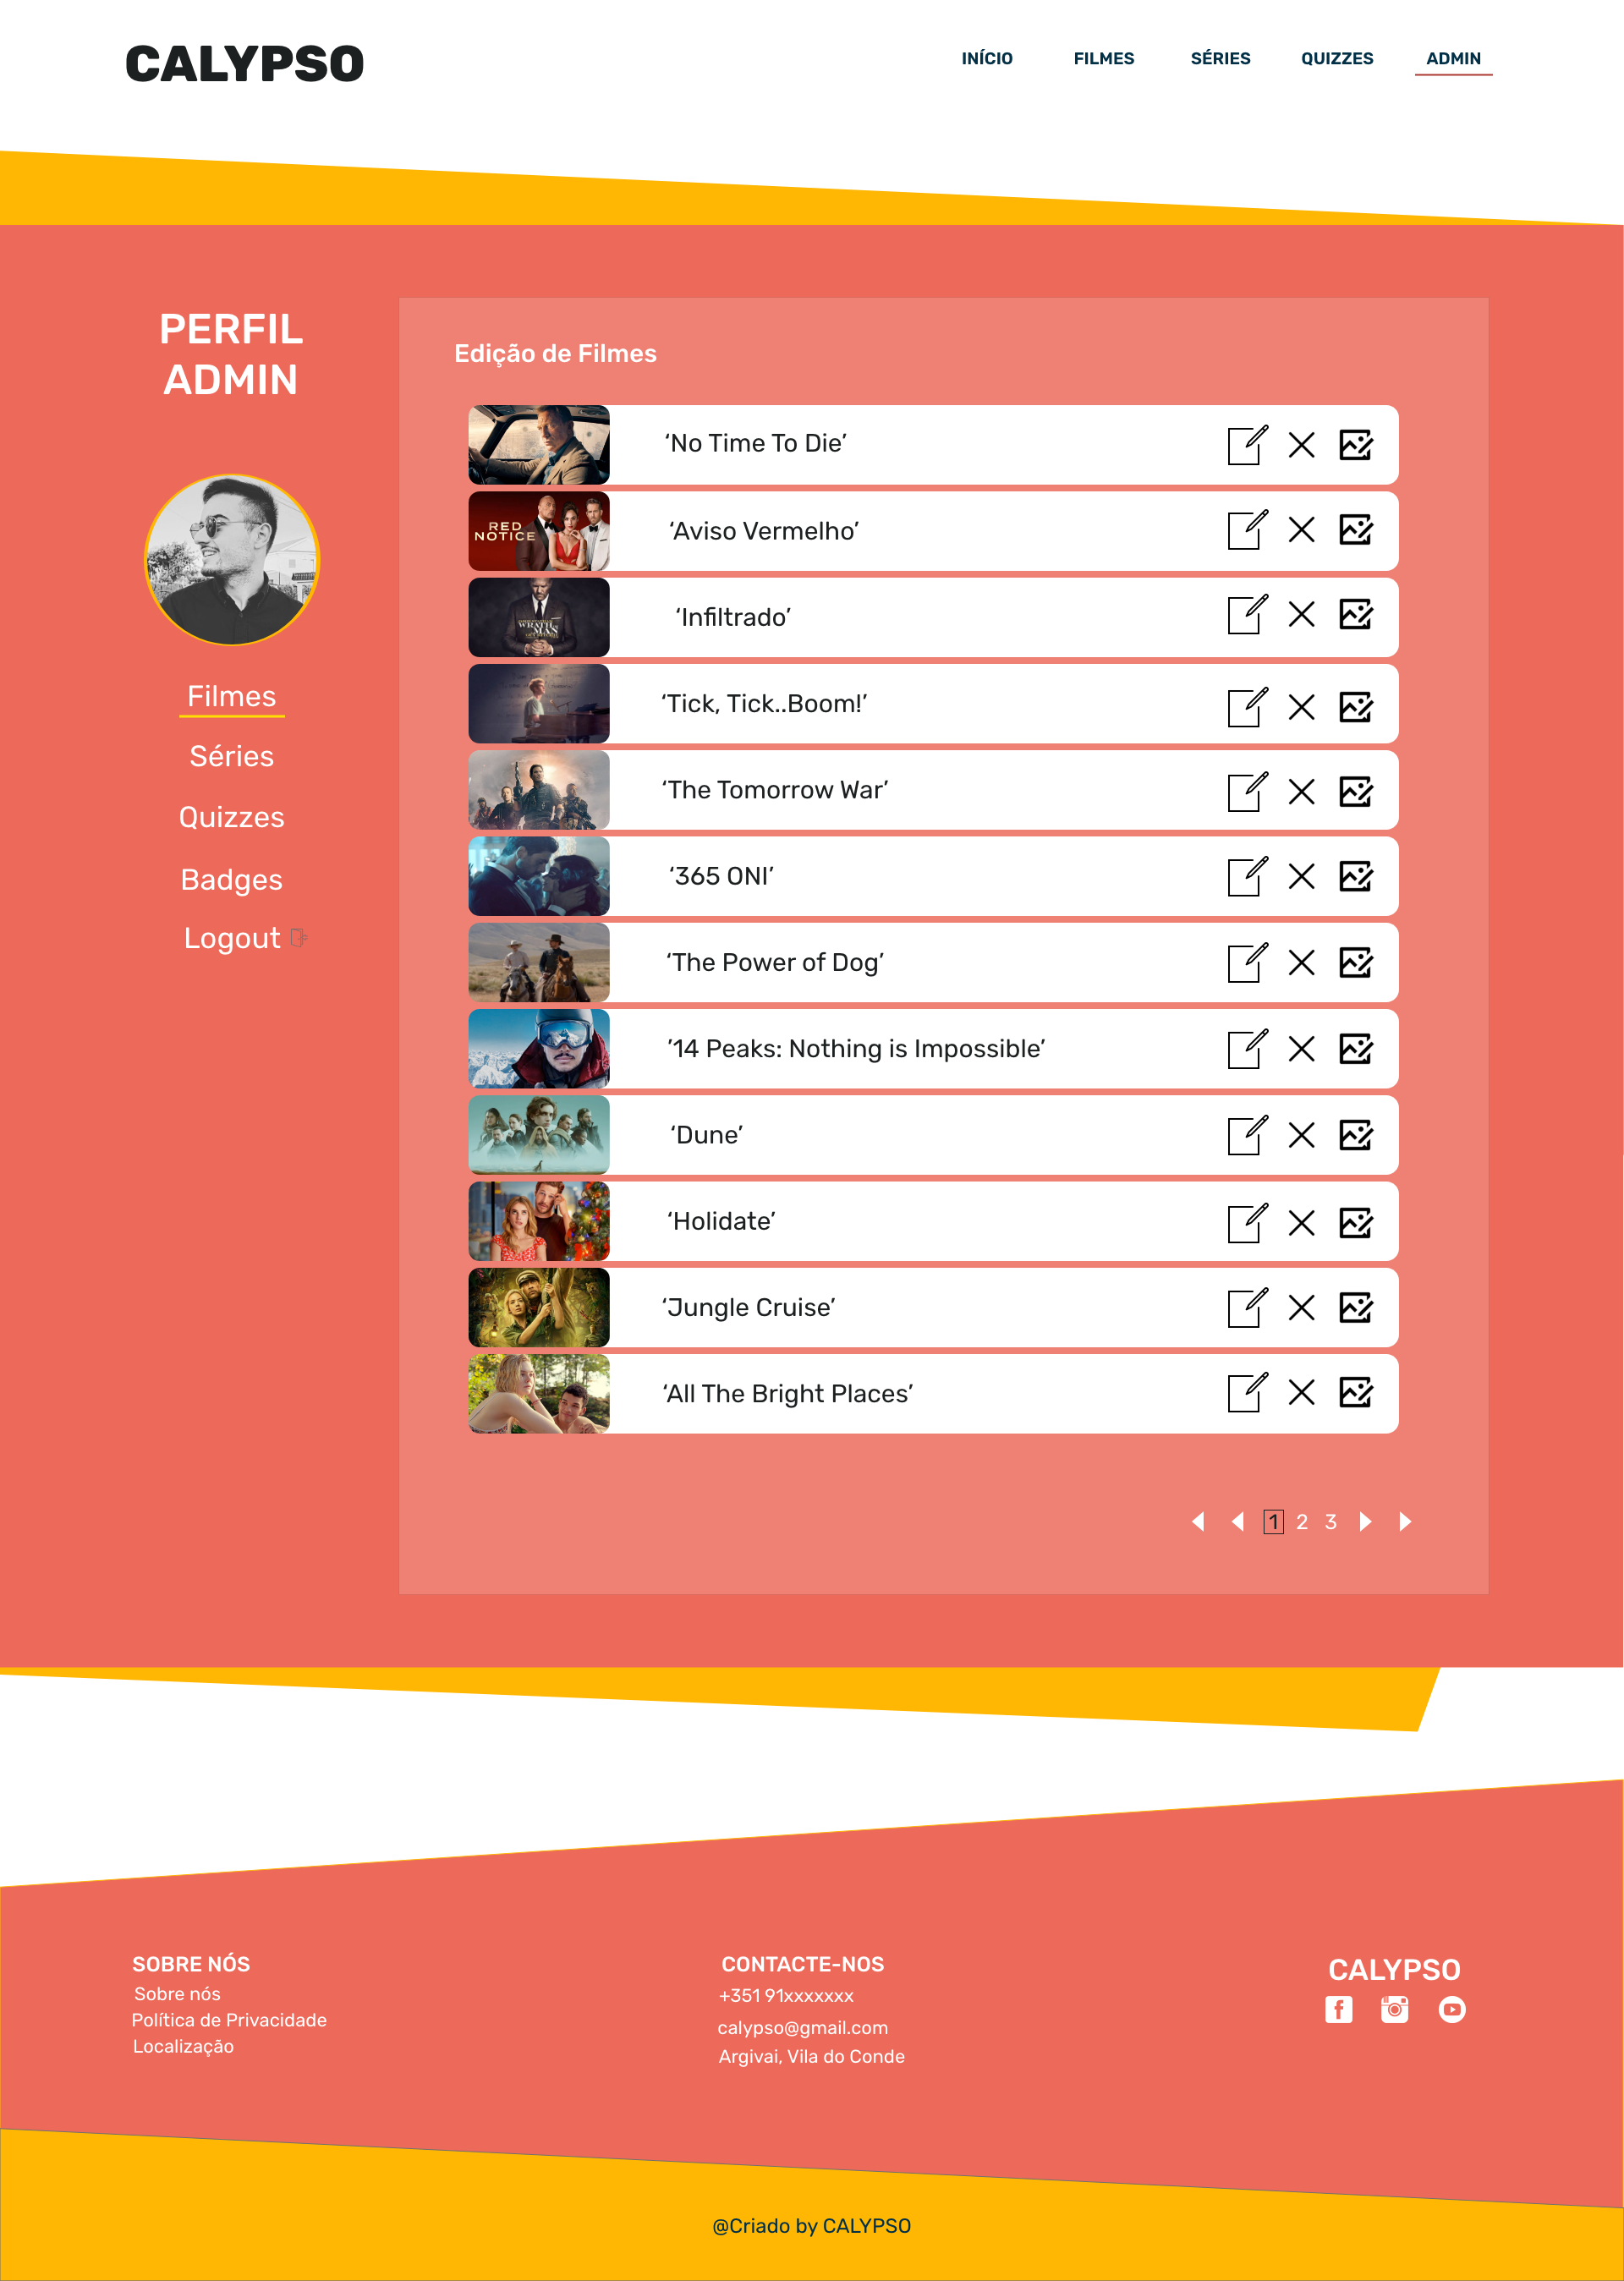 CALYPSO
INÍCIO FILMES SÉRIES QUIZZES ADMIN
PERFIL
ADMIN
Filmes
Séries
Quizzes
Badges
Logout
Edição de Filmes
‘No Time To Die’
RED
NOTICE
‘Aviso Vermelho’
WRATH
MAN
‘Infiltrado’
‘Tick, Tick..Boom!’
‘The Tomorrow War’
‘365 ONI’
‘The Power of Dog’
’14 Peaks: Nothing is Impossible’
‘Dune’
‘Holidate’
‘Jungle Cruise’
‘All The Bright Places’
1 2 3
SOBRE NÓS
Sobre nós
Política de Privacidade
Localização
CONTACTE-NOS
+351 91xxxxxxx
calypso@gmail.com
Argivai, Vila do Conde
CALYPSO
@Criado by CALYPSO